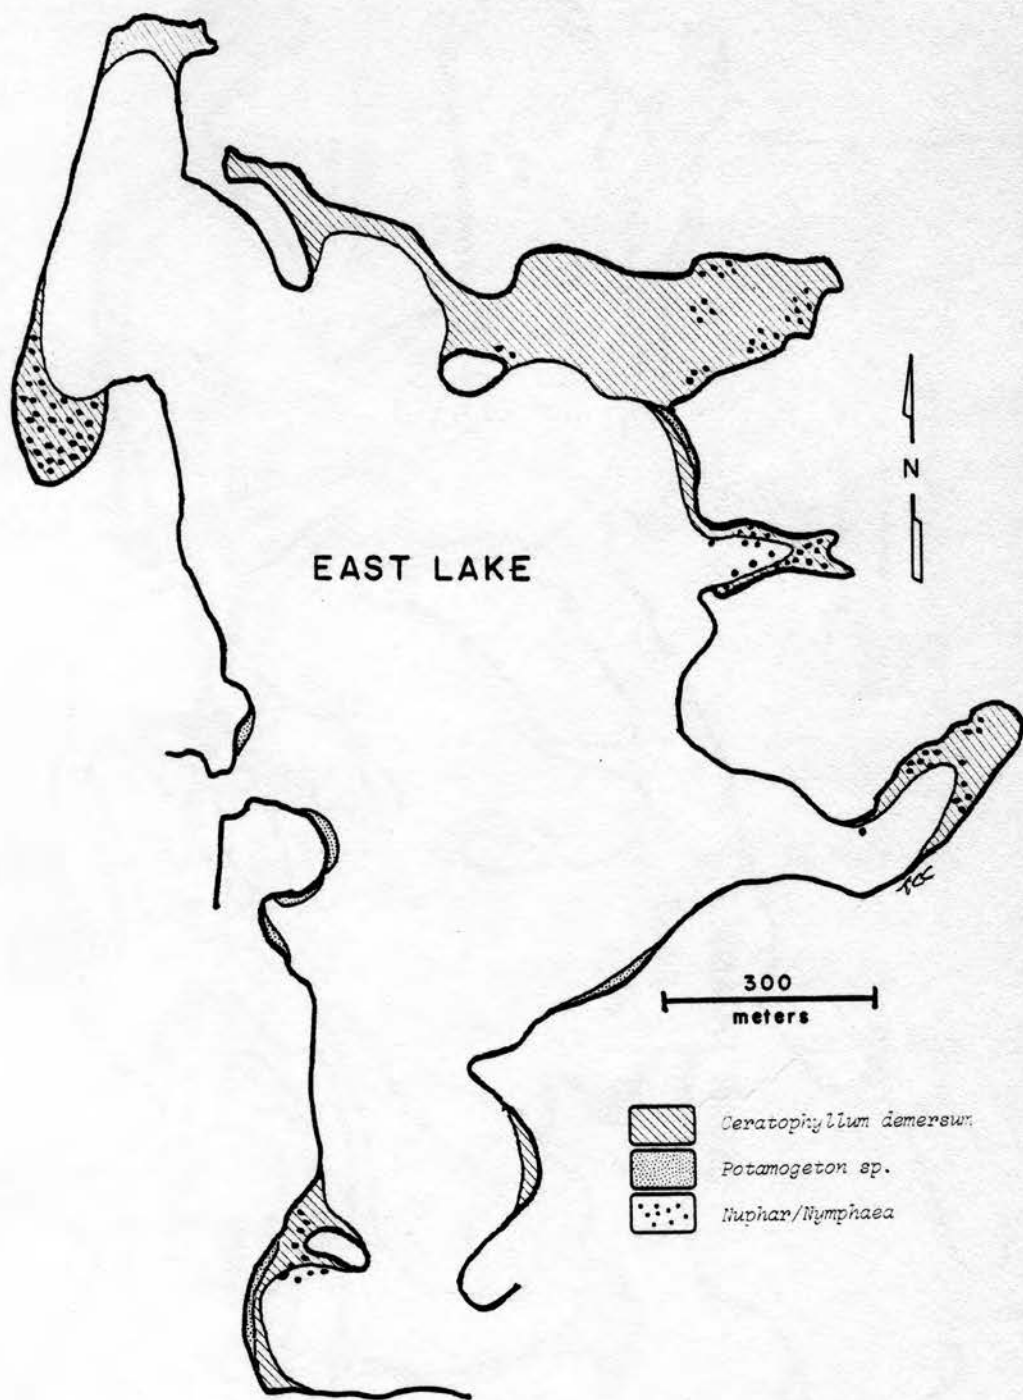 N
EAST LAKE
300
meters
Ceratophyllum demersum
Potamogeton sp.
Nuphar/Nymphaea